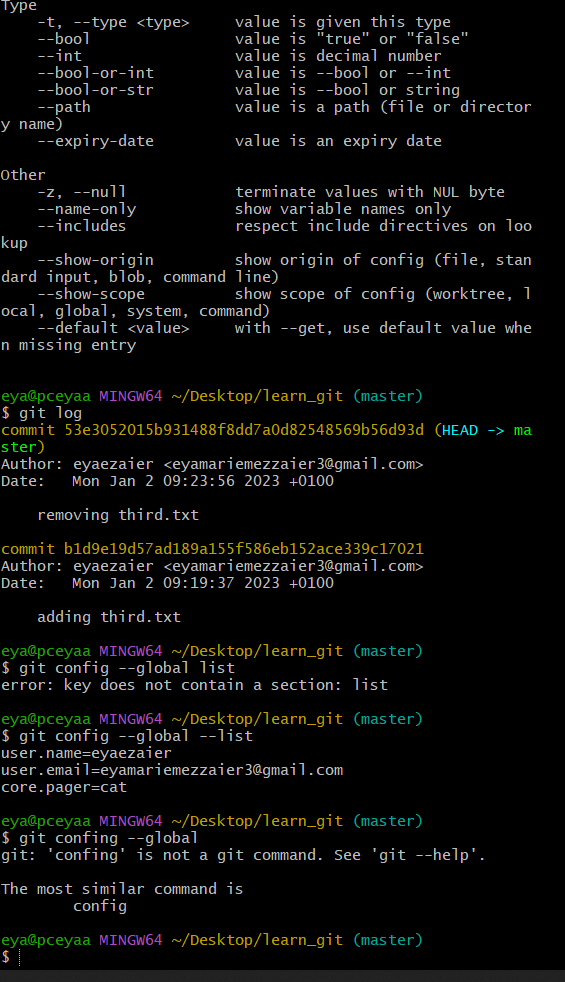 Type
    -t, --type <type>     value is given this type
    --bool                value is "true" or "false"
    --int                 value is decimal number
    --bool-or-int         value is --bool or --int
    --bool-or-str         value is --bool or string
    --path                value is a path (file or director
y name)
    --expiry-date         value is an expiry date

Other
    -z, --null            terminate values with NUL byte
    --name-only           show variable names only
    --includes            respect include directives on loo
kup
    --show-origin         show origin of config (file, stan
dard input, blob, command line)
    --show-scope          show scope of config (worktree, l
ocal, global, system, command)
    --default <value>     with --get, use default value whe
n missing entry

eya@pceyaa MINGW64 ~/Desktop/learn_git (master)
$ git log
commit 53e3052015b931488f8dd7a0d82548569b56d93d (HEAD -> ma
ster)
Author: eyaezaier <eyamariemezzaier3@gmail.com>
Date:   Mon Jan 2 09:23:56 2023 +0100

    removing third.txt

commit b1d9e19d57ad189a155f586eb152ace339c17021
Author: eyaezaier <eyamariemezzaier3@gmail.com>
Date:   Mon Jan 2 09:19:37 2023 +0100

    adding third.txt

eya@pceyaa MINGW64 ~/Desktop/learn_git (master)
$ git config --global list
error: key does not contain a section: list

eya@pceyaa MINGW64 ~/Desktop/learn_git (master)
$ git config --global --list
user.name=eyaezaier
user.email=eyamariemezzaier3@gmail.com
core.pager=cat

eya@pceyaa MINGW64 ~/Desktop/learn_git (master)
$ git confing --global
git: 'confing' is not a git command. See 'git --help'.

The most similar command is
        config

eya@pceyaa MINGW64 ~/Desktop/learn_git (master)
$